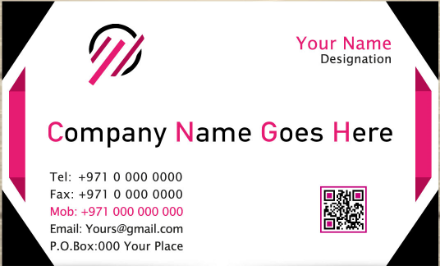 Your Name
Designation
Company Name Goes Here
Tel: +971 0 000 0000
Fax: +971 0 000 0000
Mob: +971 000 000 000
Email: Yours@gmail.com
P.O.Box:000 Your Place